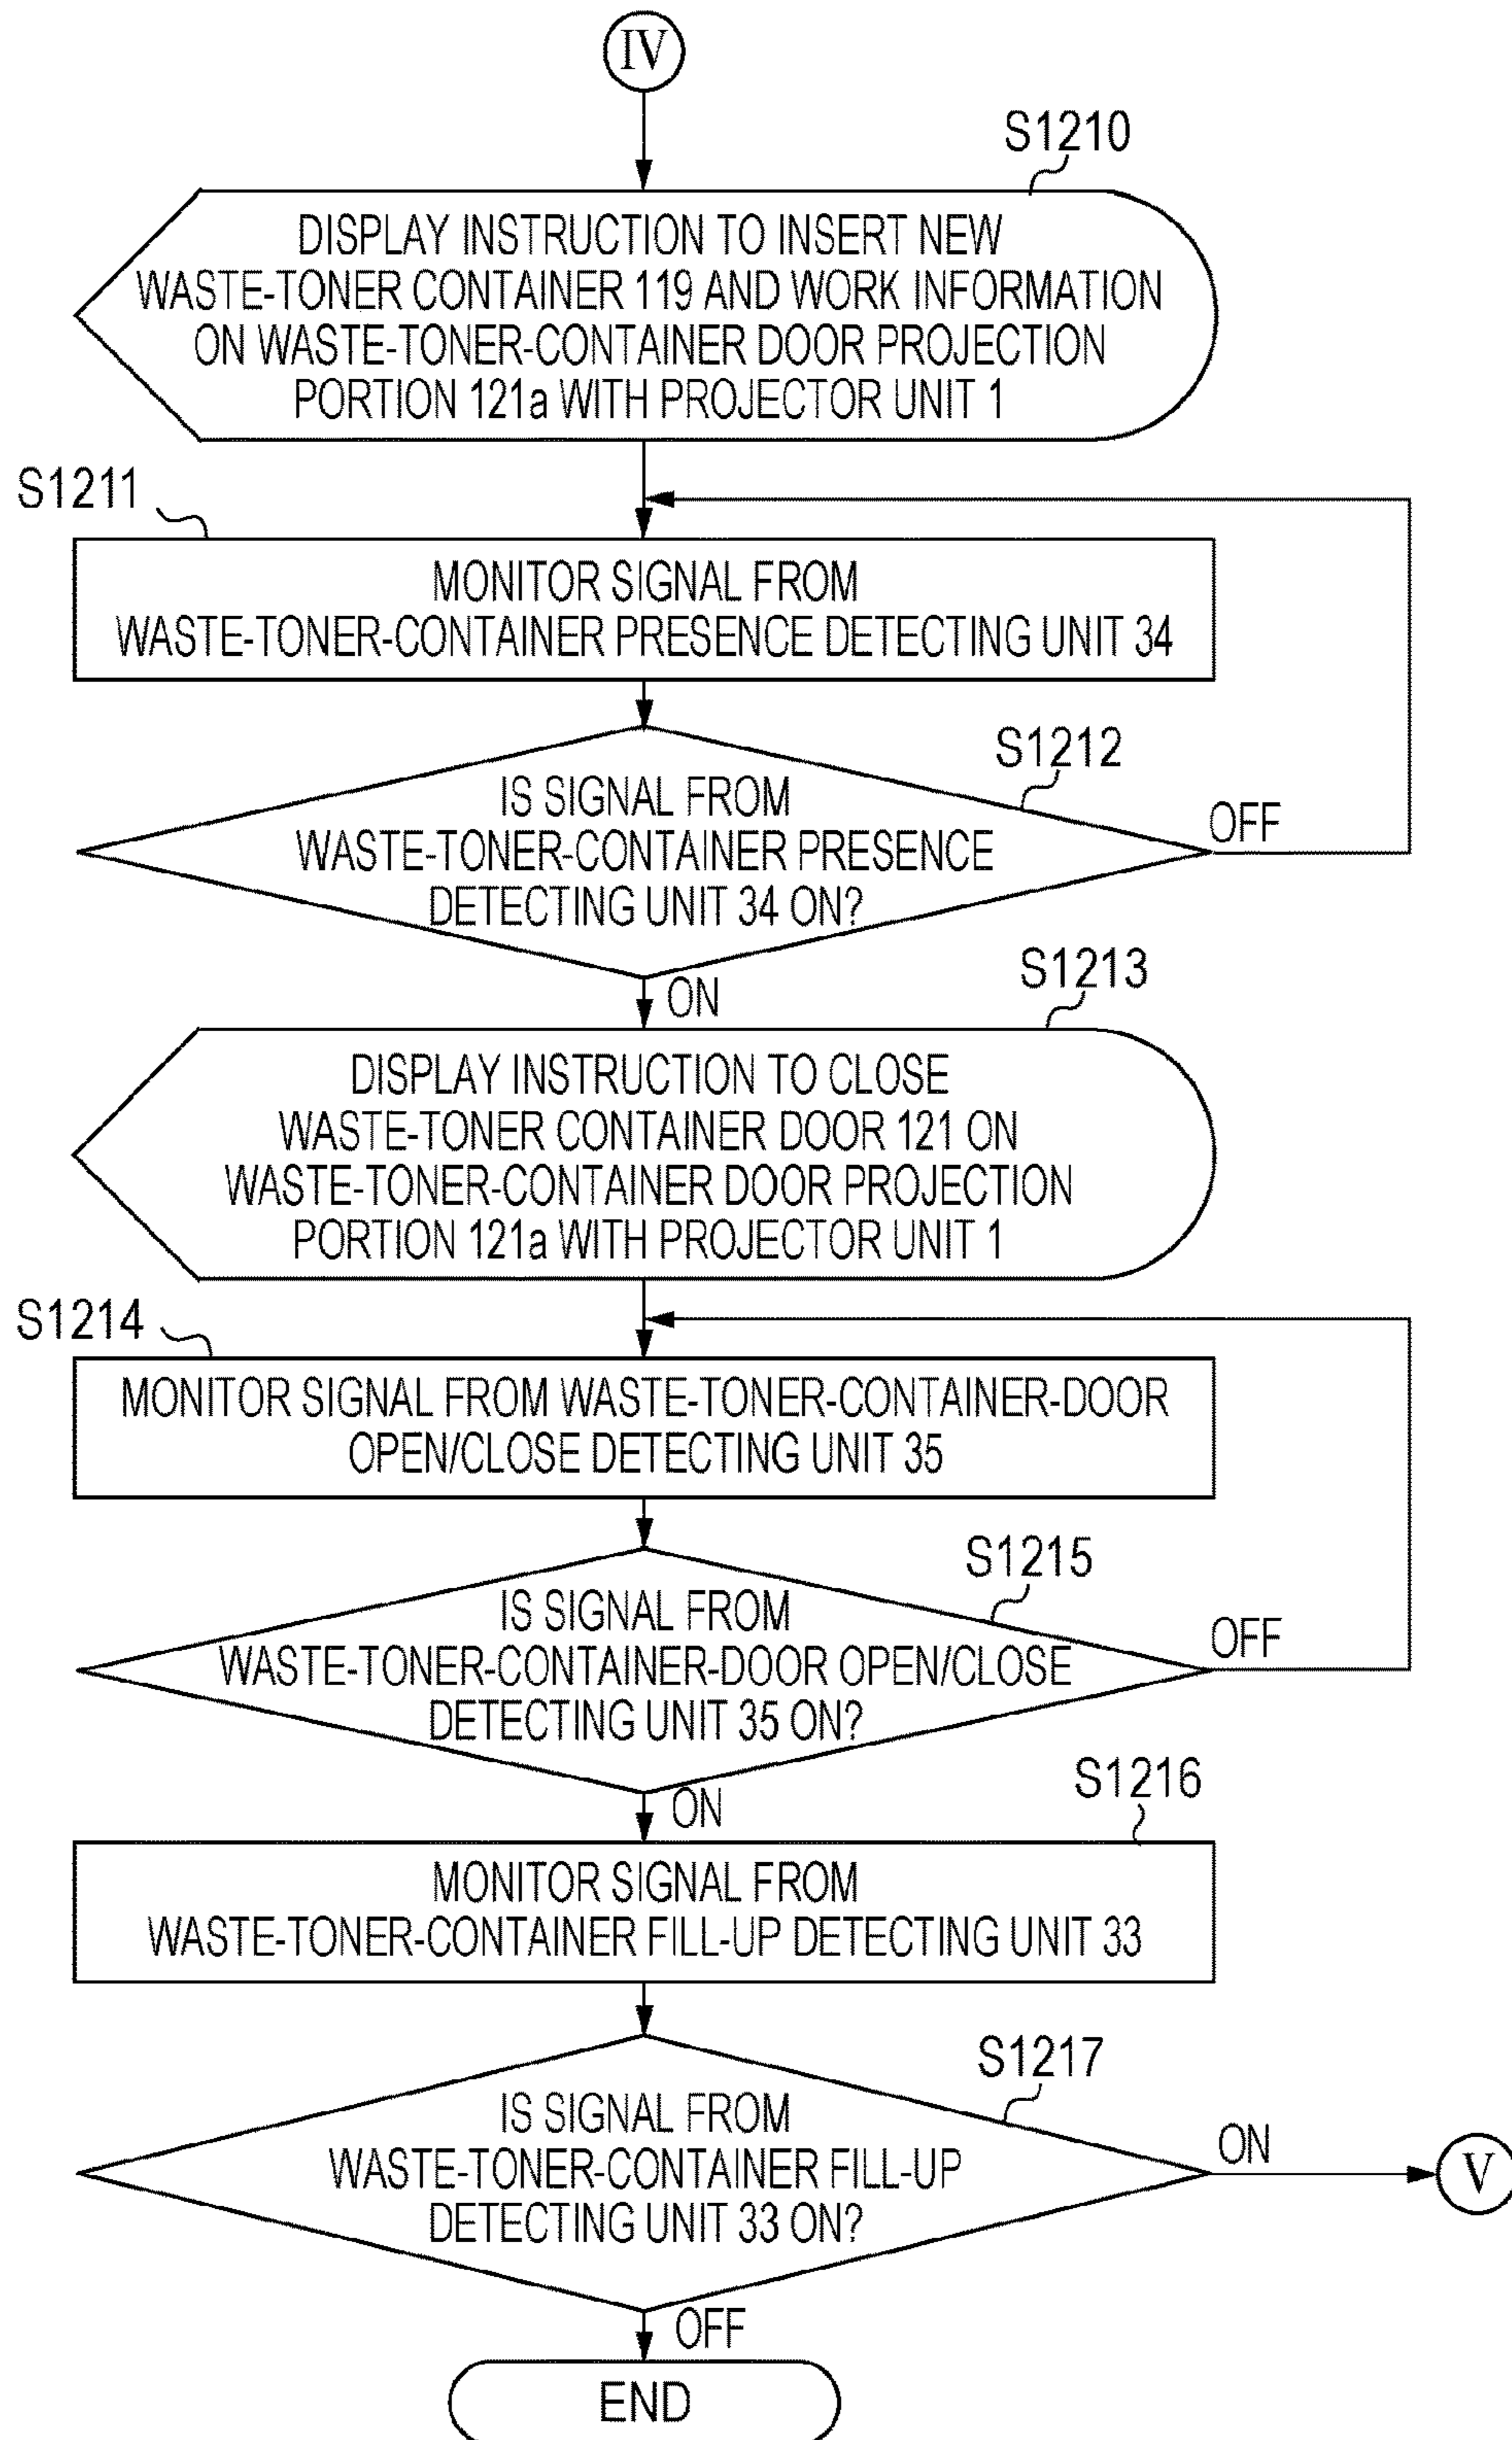 IV
S1210
DISPLAY INSTRUCTION TO INSERT NEW
WASTE-TONER CONTAINER 119 AND WORK INFORMATION
ON WASTE-TONER-CONTAINER DOOR PROJECTION
PORTION 121a WITH PROJECTOR UNIT 1
S1211
MONITOR SIGNAL FROM
WASTE-TONER-CONTAINER PRESENCE DETECTING UNIT 34
S1212
IS SIGNAL FROM
WASTE-TONER-CONTAINER PRESENCE
DETECTING UNIT 34 ON?
OFF
ON
S1213
DISPLAY INSTRUCTION TO CLOSE
WASTE-TONER CONTAINER DOOR 121 ON
WASTE-TONER-CONTAINER DOOR PROJECTION
PORTION 121a WITH PROJECTOR UNIT 1
S1214
MONITOR SIGNAL FROM WASTE-TONER-CONTAINER-DOOR
OPEN/CLOSE DETECTING UNIT 35
S1215
IS SIGNAL FROM
WASTE-TONER-CONTAINER-DOOR OPEN/CLOSE
DETECTING UNIT 35 ON?
OFF
ON
S1216
MONITOR SIGNAL FROM
WASTE-TONER-CONTAINER FILL-UP DETECTING UNIT 33
S1217
IS SIGNAL FROM
WASTE-TONER-CONTAINER FILL-UP
DETECTING UNIT 33 ON?
ON
V
OFF
END